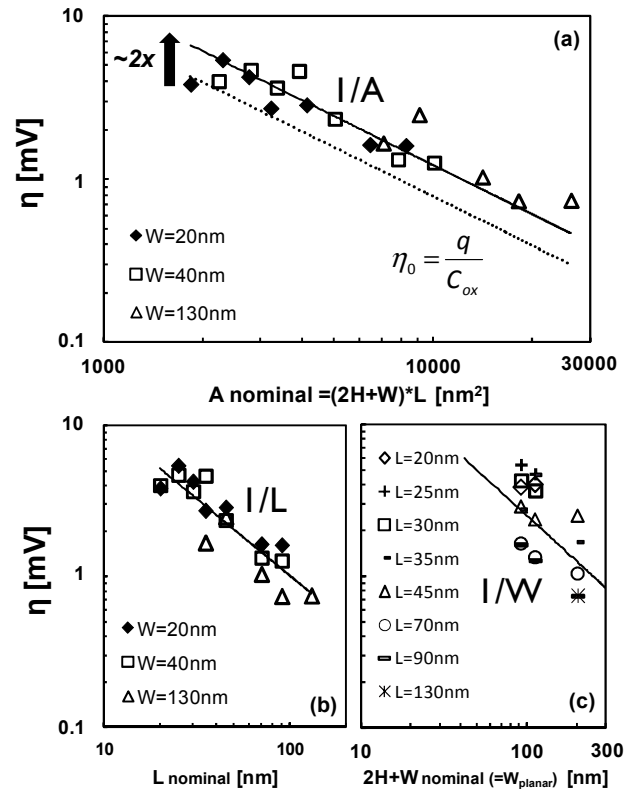 10
(a)
~2x
I/A
η [mV]
1
◆ W=20nm
□ W=40nm
△ W=130nm
η₀ = q / Cₒₓ
0.1
1000
10000
30000
A nominal =(2H+W)*L [nm²]
10
I/L
η [mV]
1
◆ W=20nm
□ W=40nm
△ W=130nm
(b)
0.1
10
100
L nominal [nm]
◇ L=20nm
+ L=25nm
□ L=30nm
- L=35nm
△ L=45nm
○ L=70nm
▬ L=90nm
✳ L=130nm
I/W
(c)
10
100
300
2H+W nominal (=W_planar) [nm]